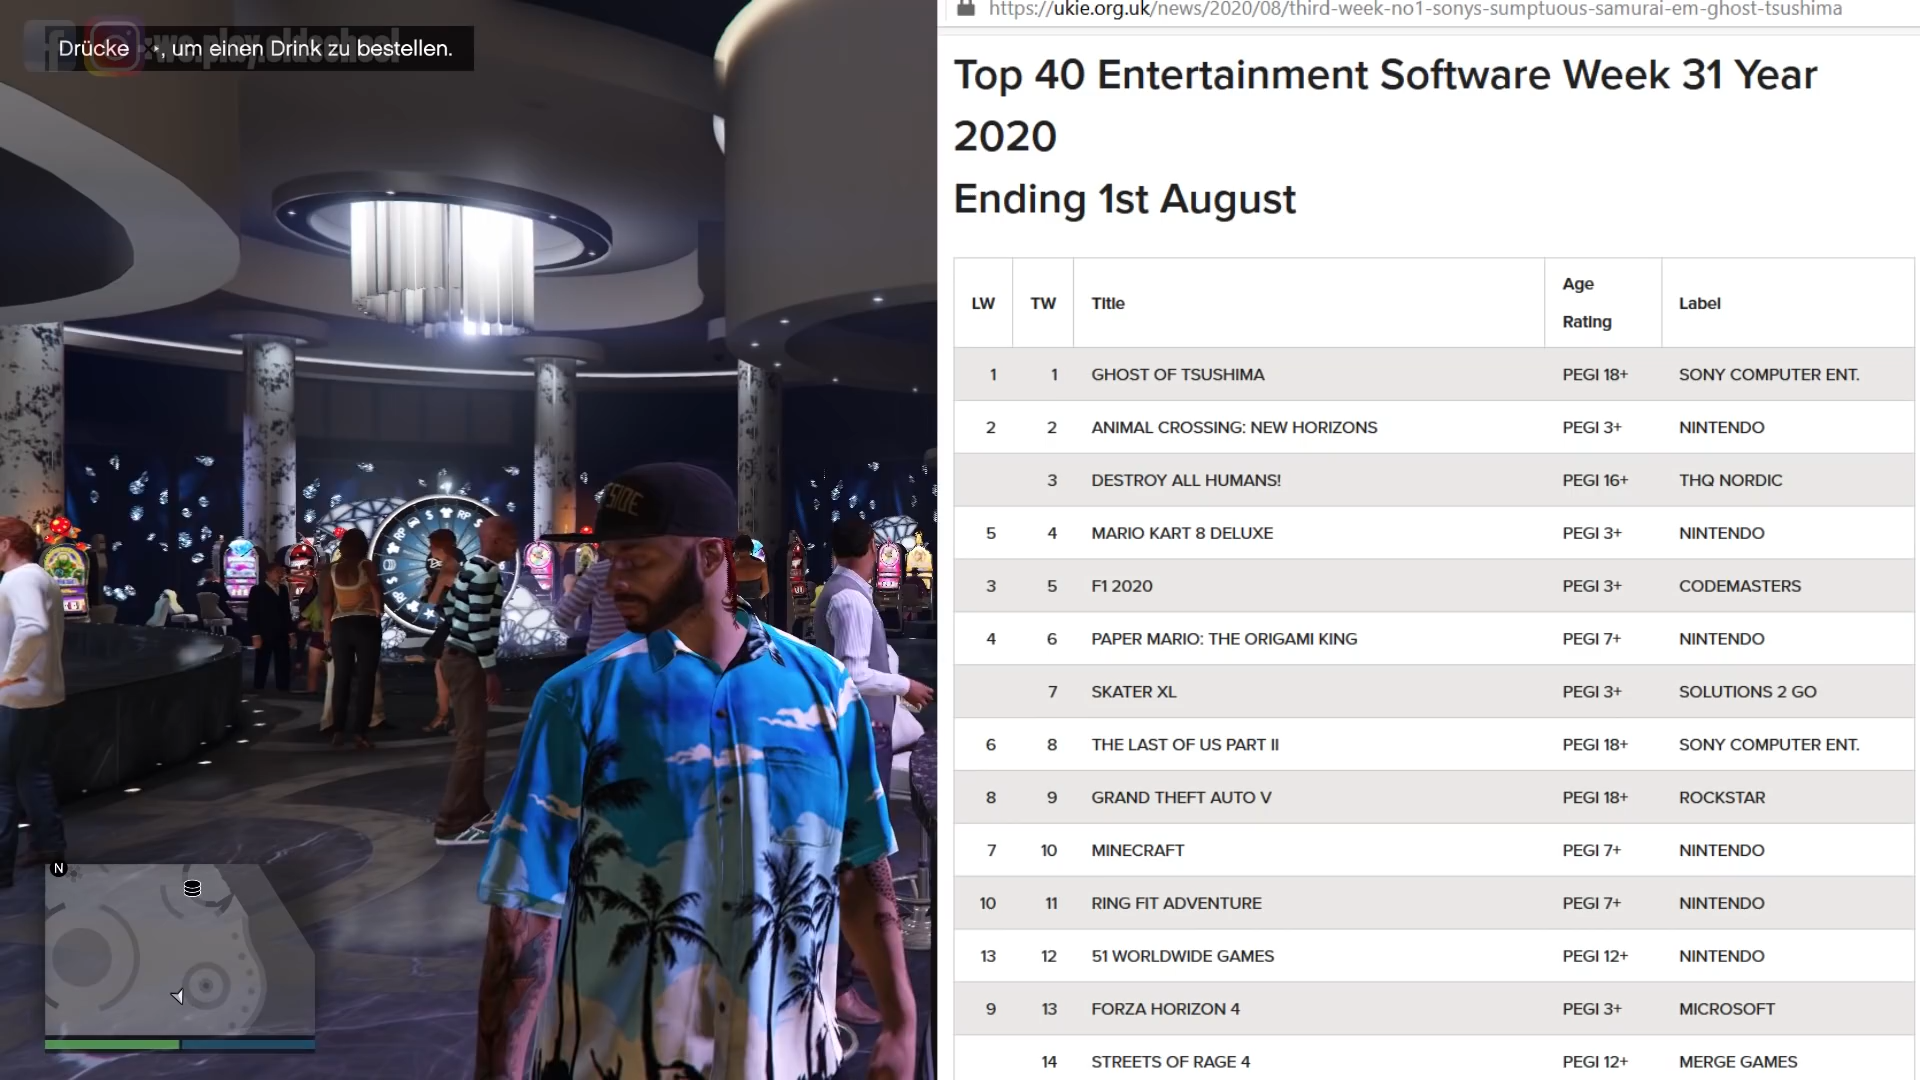 Drücke , um einen Drink zu bestellen.
we.play.oldschool
N
https://ukie.org.uk/news/2020/08/third-week-no1-sonys-sumptuous-samurai-em-ghost-tsushima
Top 40 Entertainment Software Week 31 Year
2020
Ending 1st August
LW TW Title Age Rating Label
1 1 GHOST OF TSUSHIMA PEGI 18+ SONY COMPUTER ENT.
2 2 ANIMAL CROSSING: NEW HORIZONS PEGI 3+ NINTENDO
3 DESTROY ALL HUMANS! PEGI 16+ THQ NORDIC
5 4 MARIO KART 8 DELUXE PEGI 3+ NINTENDO
3 5 F1 2020 PEGI 3+ CODEMASTERS
4 6 PAPER MARIO: THE ORIGAMI KING PEGI 7+ NINTENDO
7 SKATER XL PEGI 3+ SOLUTIONS 2 GO
6 8 THE LAST OF US PART II PEGI 18+ SONY COMPUTER ENT.
8 9 GRAND THEFT AUTO V PEGI 18+ ROCKSTAR
7 10 MINECRAFT PEGI 7+ NINTENDO
10 11 RING FIT ADVENTURE PEGI 7+ NINTENDO
13 12 51 WORLDWIDE GAMES PEGI 12+ NINTENDO
9 13 FORZA HORIZON 4 PEGI 3+ MICROSOFT
14 STREETS OF RAGE 4 PEGI 12+ MERGE GAMES